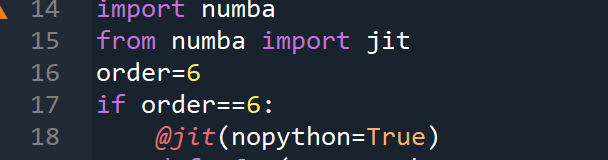 14 import numba
15 from numba import jit
16 order=6
17 if order==6:
18     @jit(nopython=True)